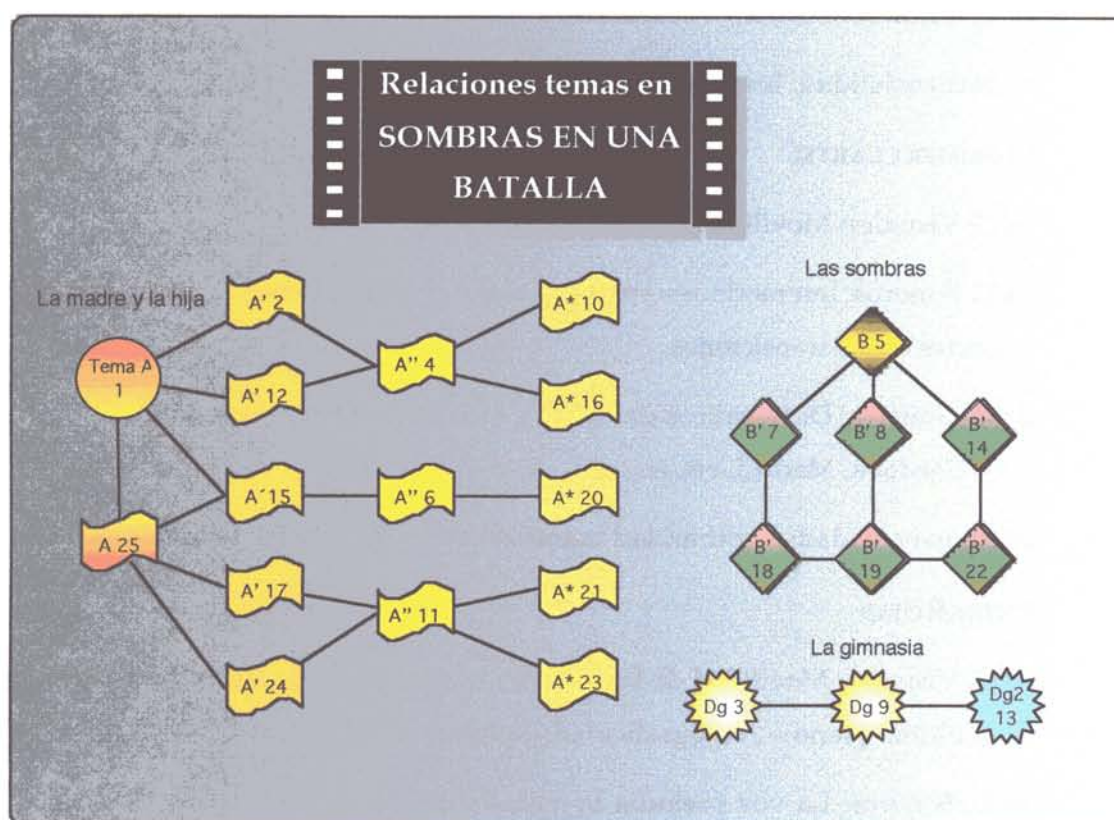 Relaciones temas en
SOMBRAS EN UNA
BATALLA
La madre y la hija
Tema A
1
A' 2
A' 12
A´15
A 25
A' 17
A' 24
A'' 4
A'' 6
A'' 11
A* 10
A* 16
A* 20
A* 21
A* 23
Las sombras
B 5
B' 7
B' 8
B'
14
B'
18
B'
19
B'
22
La gimnasia
Dg 3
Dg 9
Dg2
13